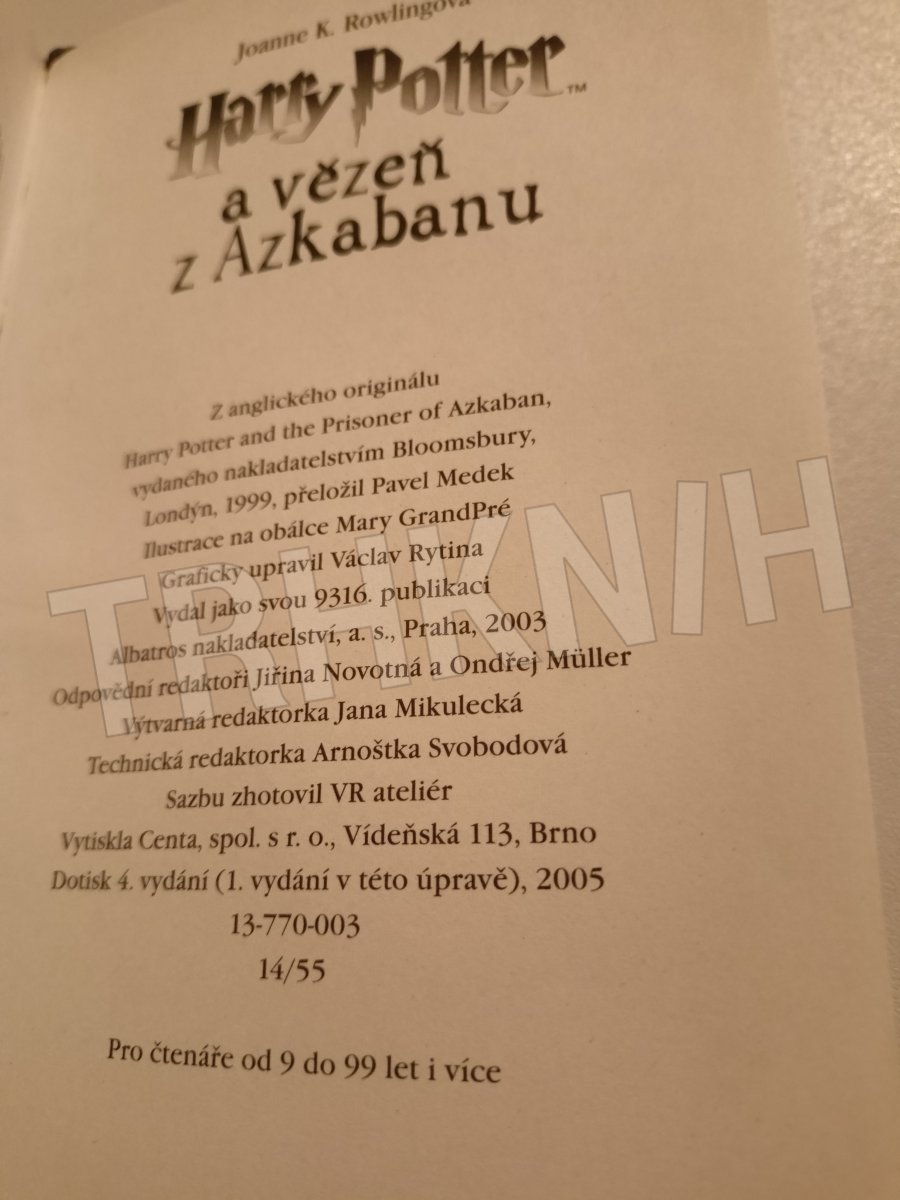 Joanne K. Rowlingová
Harry Potter™
a vězeň
z Azkabanu
Z anglického originálu
Harry Potter and the Prisoner of Azkaban,
vydaného nakladatelstvím Bloomsbury,
Londýn, 1999, přeložil Pavel Medek
Ilustrace na obálce Mary GrandPré
Graficky upravil Václav Rytina
Vydal jako svou 9316. publikaci
Albatros nakladatelství, a. s., Praha, 2003
Odpovědní redaktoři Jiřina Novotná a Ondřej Müller
Výtvarná redaktorka Jana Mikulecká
Technická redaktorka Arnoštka Svobodová
Sazbu zhotovil VR ateliér
Vytiskla Centa, spol. s r. o., Vídeňská 113, Brno
Dotisk 4. vydání (1. vydání v této úpravě), 2005
13-770-003
14/55
Pro čtenáře od 9 do 99 let i více
TRHKNIH